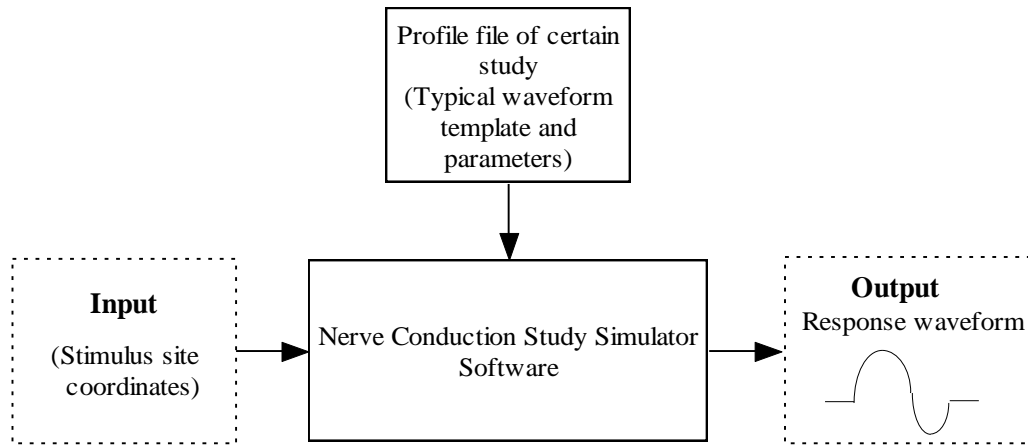 Profile file of certain
study
(Typical waveform
template and
parameters)
Input
(Stimulus site
coordinates)
Nerve Conduction Study Simulator
Software
Output
Response waveform